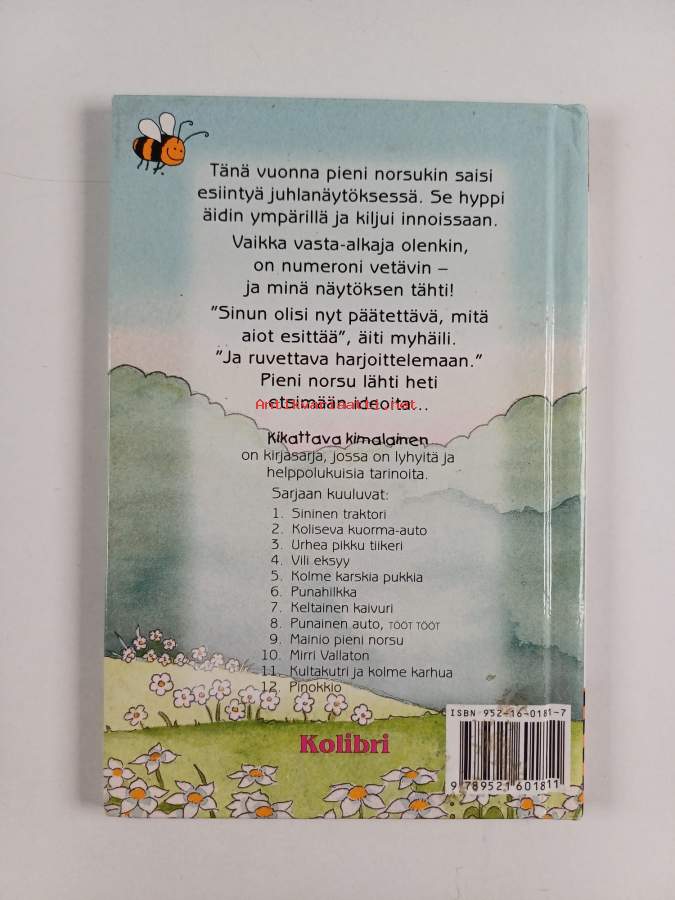 Tänä vuonna pieni norsukin saisi
esiintyä juhlanäytöksessä. Se hyppi
äidin ympärillä ja kiljui innoissaan.
Vaikka vasta-alkaja olenkin,
on numeroni vetävin –
ja minä näytöksen tähti!
"Sinun olisi nyt päätettävä, mitä
aiot esittää", äiti myhäili.
"Ja ruvettava harjoittelemaan."
Pieni norsu lähti heti
etsimään ideoita...
Antikvariaatti.net
Kikattava kimalainen
on kirjasarja, jossa on lyhyitä ja
helppolukuisia tarinoita.
Sarjaan kuuluvat:
1. Sininen traktori
2. Koliseva kuorma-auto
3. Urhea pikku tiikeri
4. Vili eksyy
5. Kolme karskia pukkia
6. Punahilkka
7. Keltainen kaivuri
8. Punainen auto, TÖÖT TÖÖT
9. Mainio pieni norsu
10. Mirri Vallaton
11. Kultakutri ja kolme karhua
12. Pinokkio
ISBN 952-16-0181-7
Kolibri
9 789521 601811